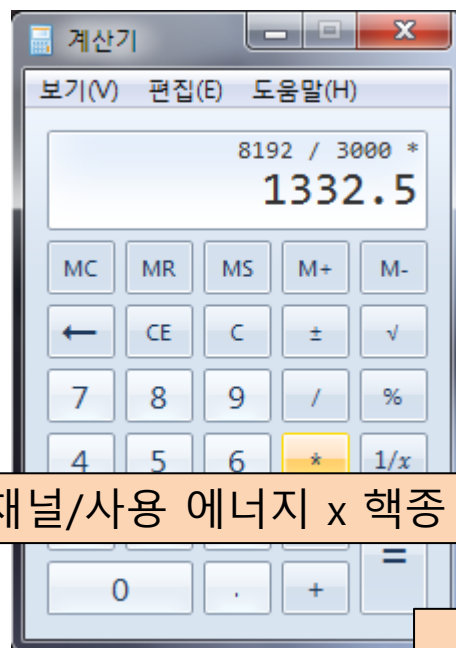 계산기
보기(V) 편집(E) 도움말(H)
8192 / 3000 *
1332.5
MC MR MS M+ M-
← CE C ± √
7 8 9 / %
4 5 6 * 1/x
채널/사용 에너지 x 핵종
=
0 . +